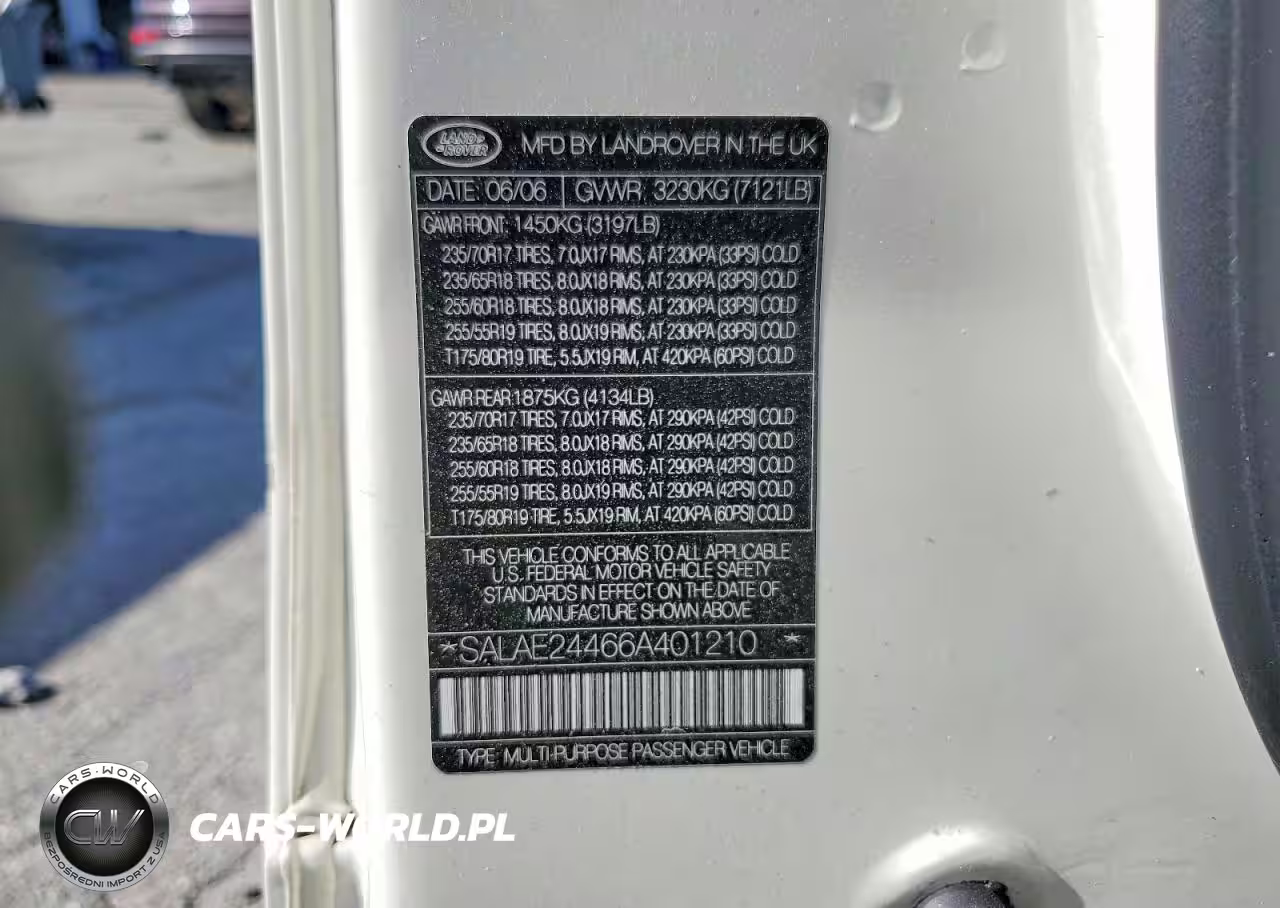 LAND ROVER
MFD BY LANDROVER IN THE UK
DATE: 06/06 GVWR: 3230KG (7121LB)
GAWR FRONT: 1450KG (3197LB)
235/70R17 TIRES, 7.0JX17 RIMS, AT 230KPA (33PSI) COLD
235/65R18 TIRES, 8.0JX18 RIMS, AT 230KPA (33PSI) COLD
255/60R18 TIRES, 8.0JX18 RIMS, AT 230KPA (33PSI) COLD
255/55R19 TIRES, 8.0JX19 RIMS, AT 230KPA (33PSI) COLD
T175/80R19 TIRE, 5.5JX19 RIM, AT 420KPA (60PSI) COLD
GAWR REAR: 1875KG (4134LB)
235/70R17 TIRES, 7.0JX17 RIMS, AT 290KPA (42PSI) COLD
235/65R18 TIRES, 8.0JX18 RIMS, AT 290KPA (42PSI) COLD
255/60R18 TIRES, 8.0JX18 RIMS, AT 290KPA (42PSI) COLD
255/55R19 TIRES, 8.0JX19 RIMS, AT 290KPA (42PSI) COLD
T175/80R19 TIRE, 5.5JX19 RIM, AT 420KPA (60PSI) COLD
THIS VEHICLE CONFORMS TO ALL APPLICABLE
U.S. FEDERAL MOTOR VEHICLE SAFETY
STANDARDS IN EFFECT ON THE DATE OF
MANUFACTURE SHOWN ABOVE
*SALAE24466A401210 *
TYPE: MULTI-PURPOSE PASSENGER VEHICLE
CARS-WORLD
CW
BEZPOŚREDNI IMPORT Z USA
CARS-WORLD.PL